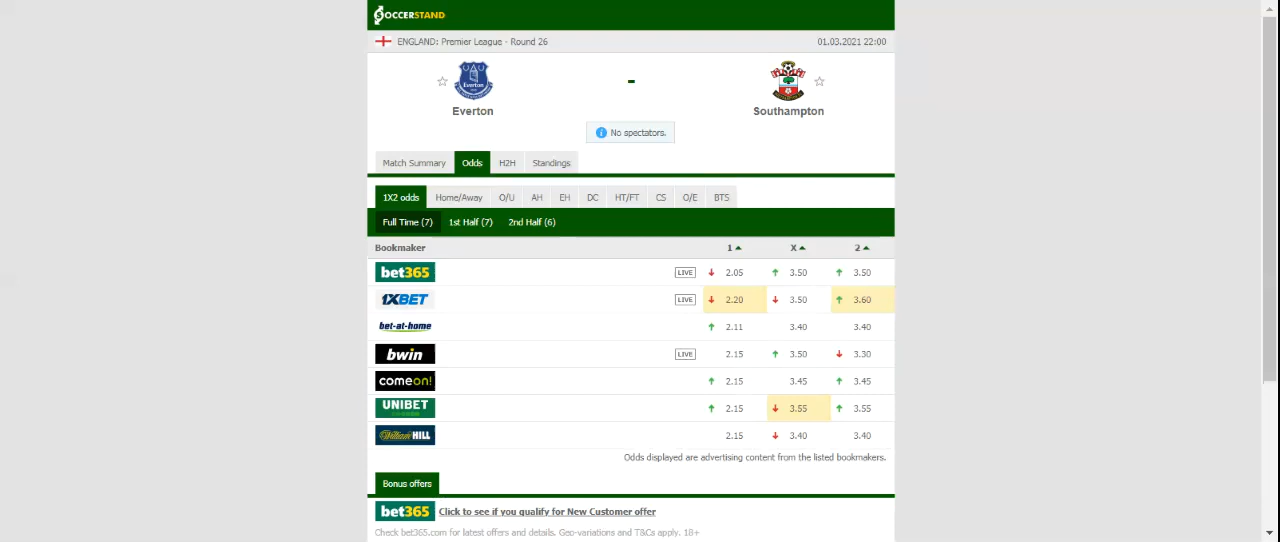 SOCCERSTAND
ENGLAND: Premier League - Round 26 01.03.2021 22:00
Everton
-
Everton Southampton
No spectators.
Match Summary Odds H2H Standings
1X2 odds Home/Away O/U AH EH DC HT/FT CS O/E BTS
Full Time (7) 1st Half (7) 2nd Half (6)
Bookmaker 1 X 2
bet365 LIVE 2.05 3.50 3.50
1XBET LIVE 2.20 3.50 3.60
bet-at-home 2.11 3.40 3.40
bwin LIVE 2.15 3.50 3.30
comeon! 2.15 3.45 3.45
UNIBET 2.15 3.55 3.55
William HILL 2.15 3.40 3.40
Odds displayed are advertising content from the listed bookmakers.
Bonus offers
bet365 Click to see if you qualify for New Customer offer
Check bet365.com for latest offers and details. Geo-variations and T&Cs apply. 18+